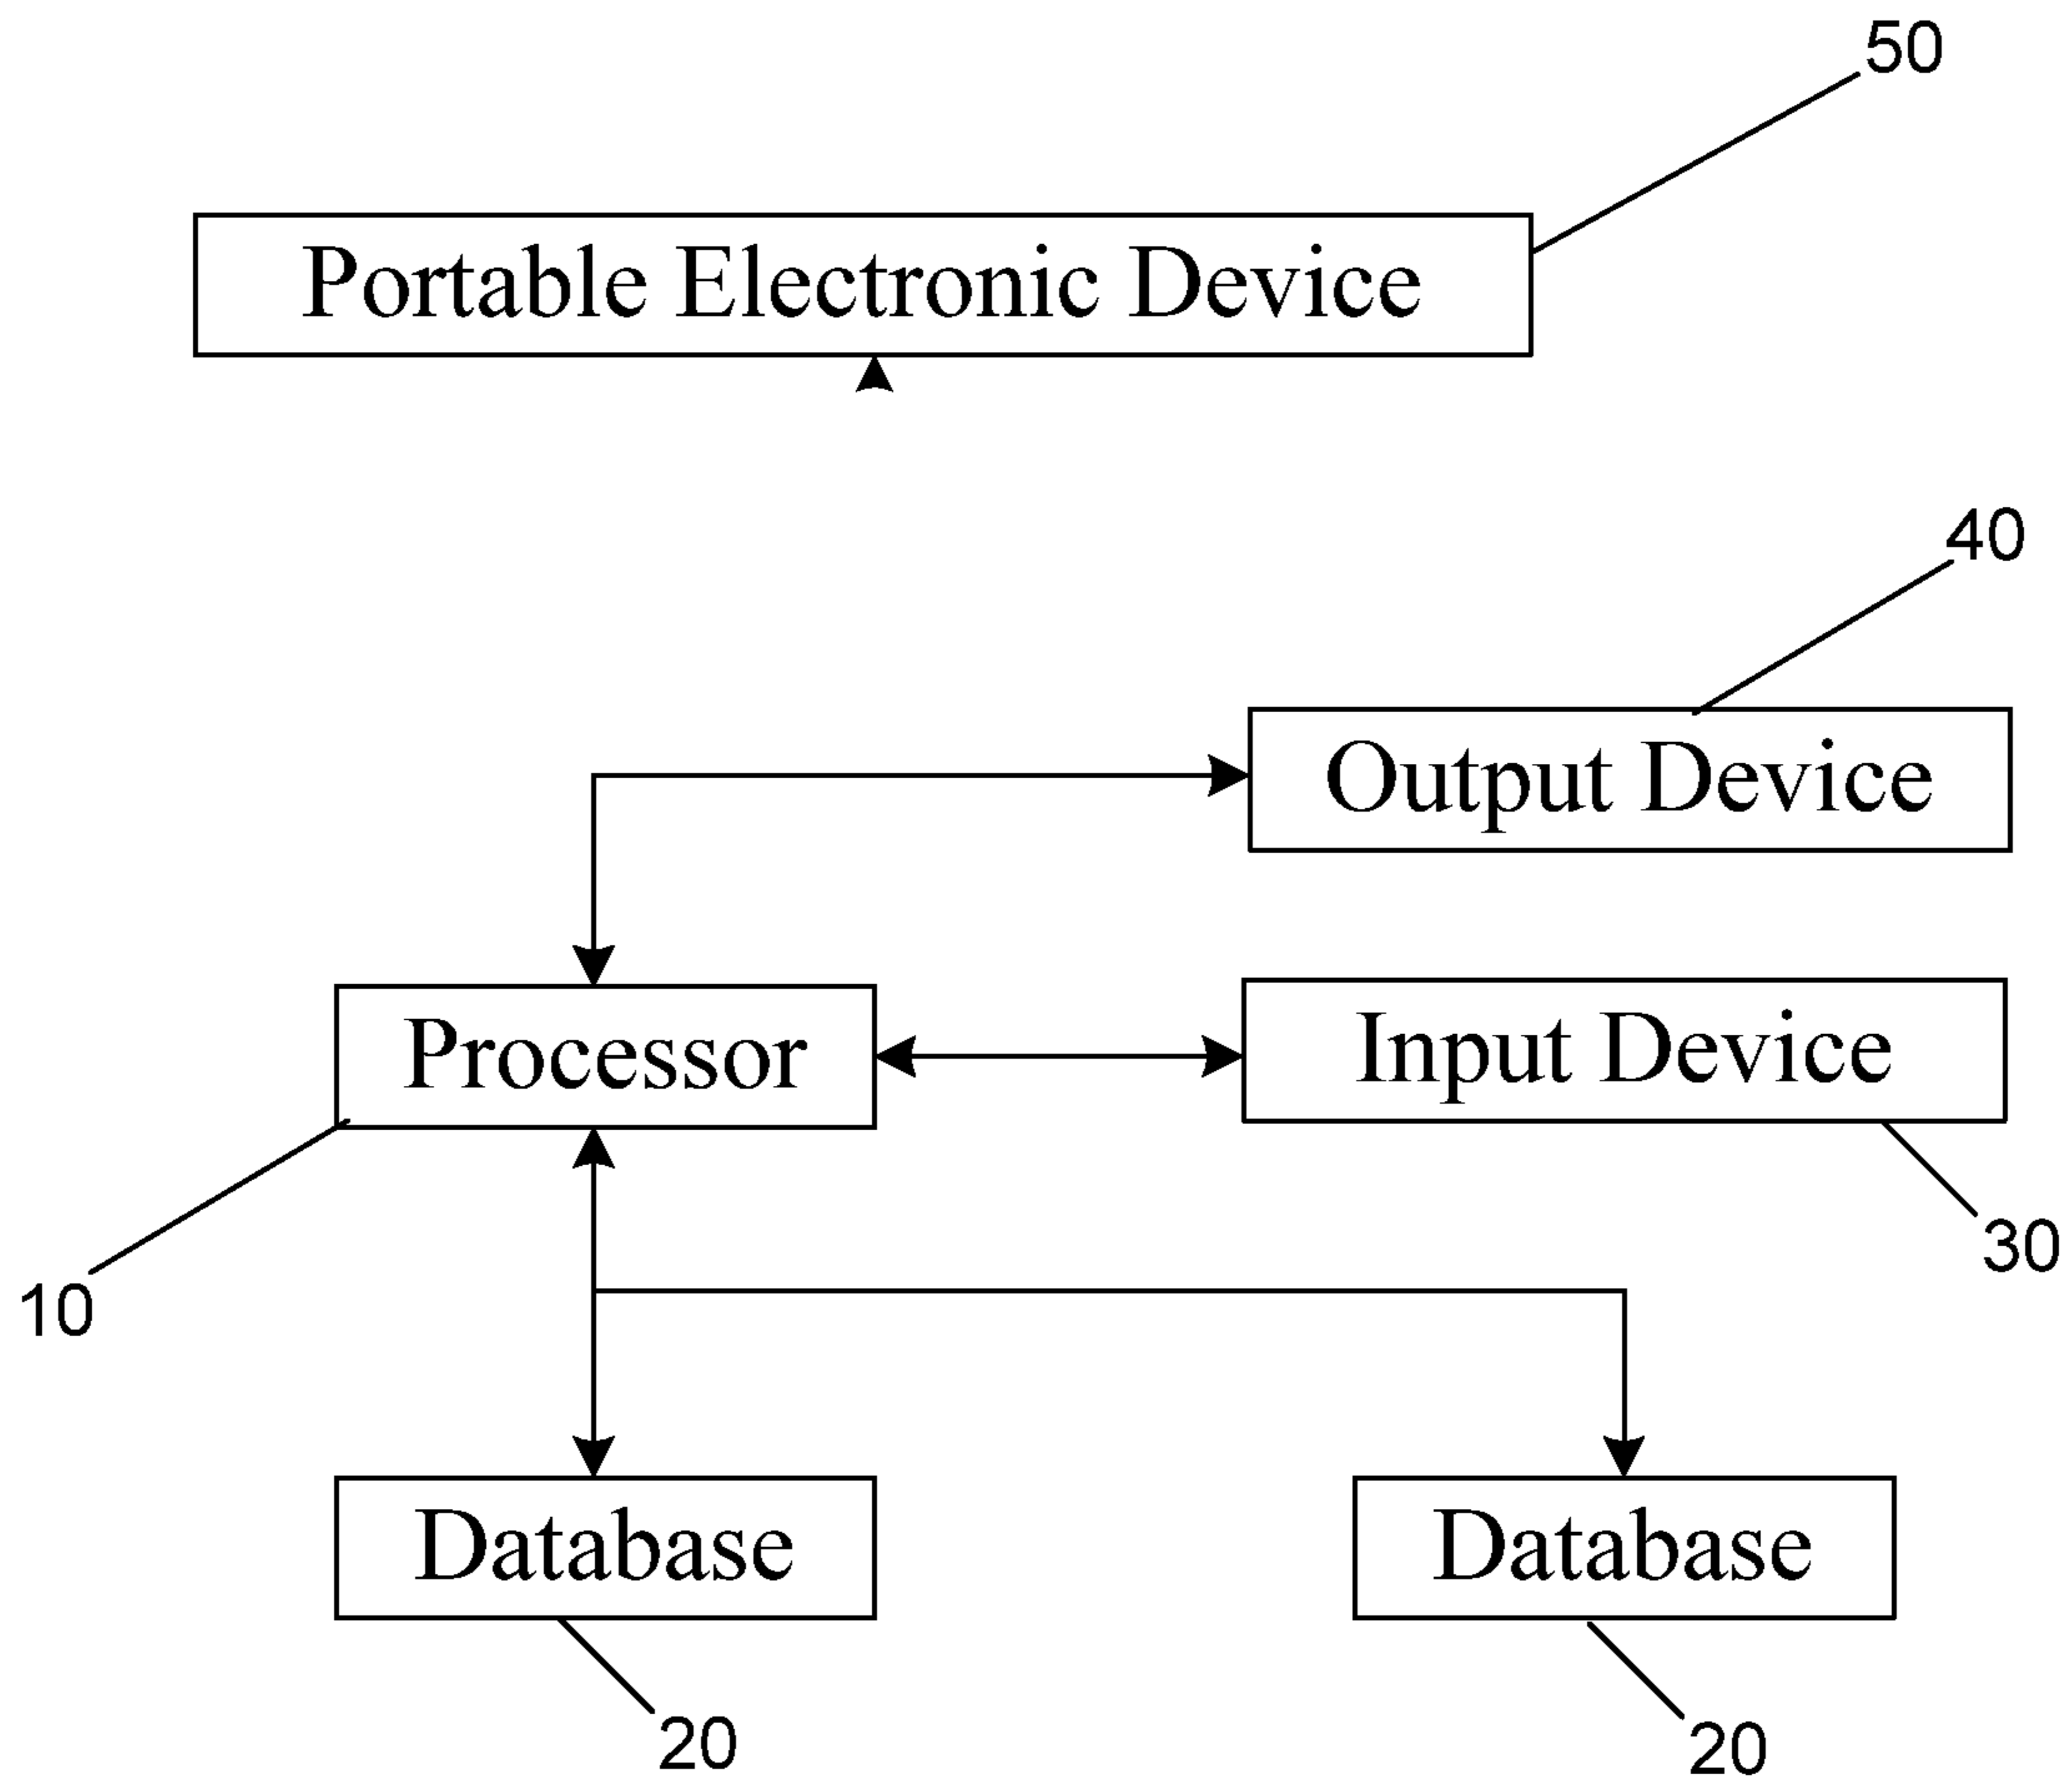 50
Portable Electronic Device
40
Output Device
Processor
Input Device
30
10
Database
Database
20
20